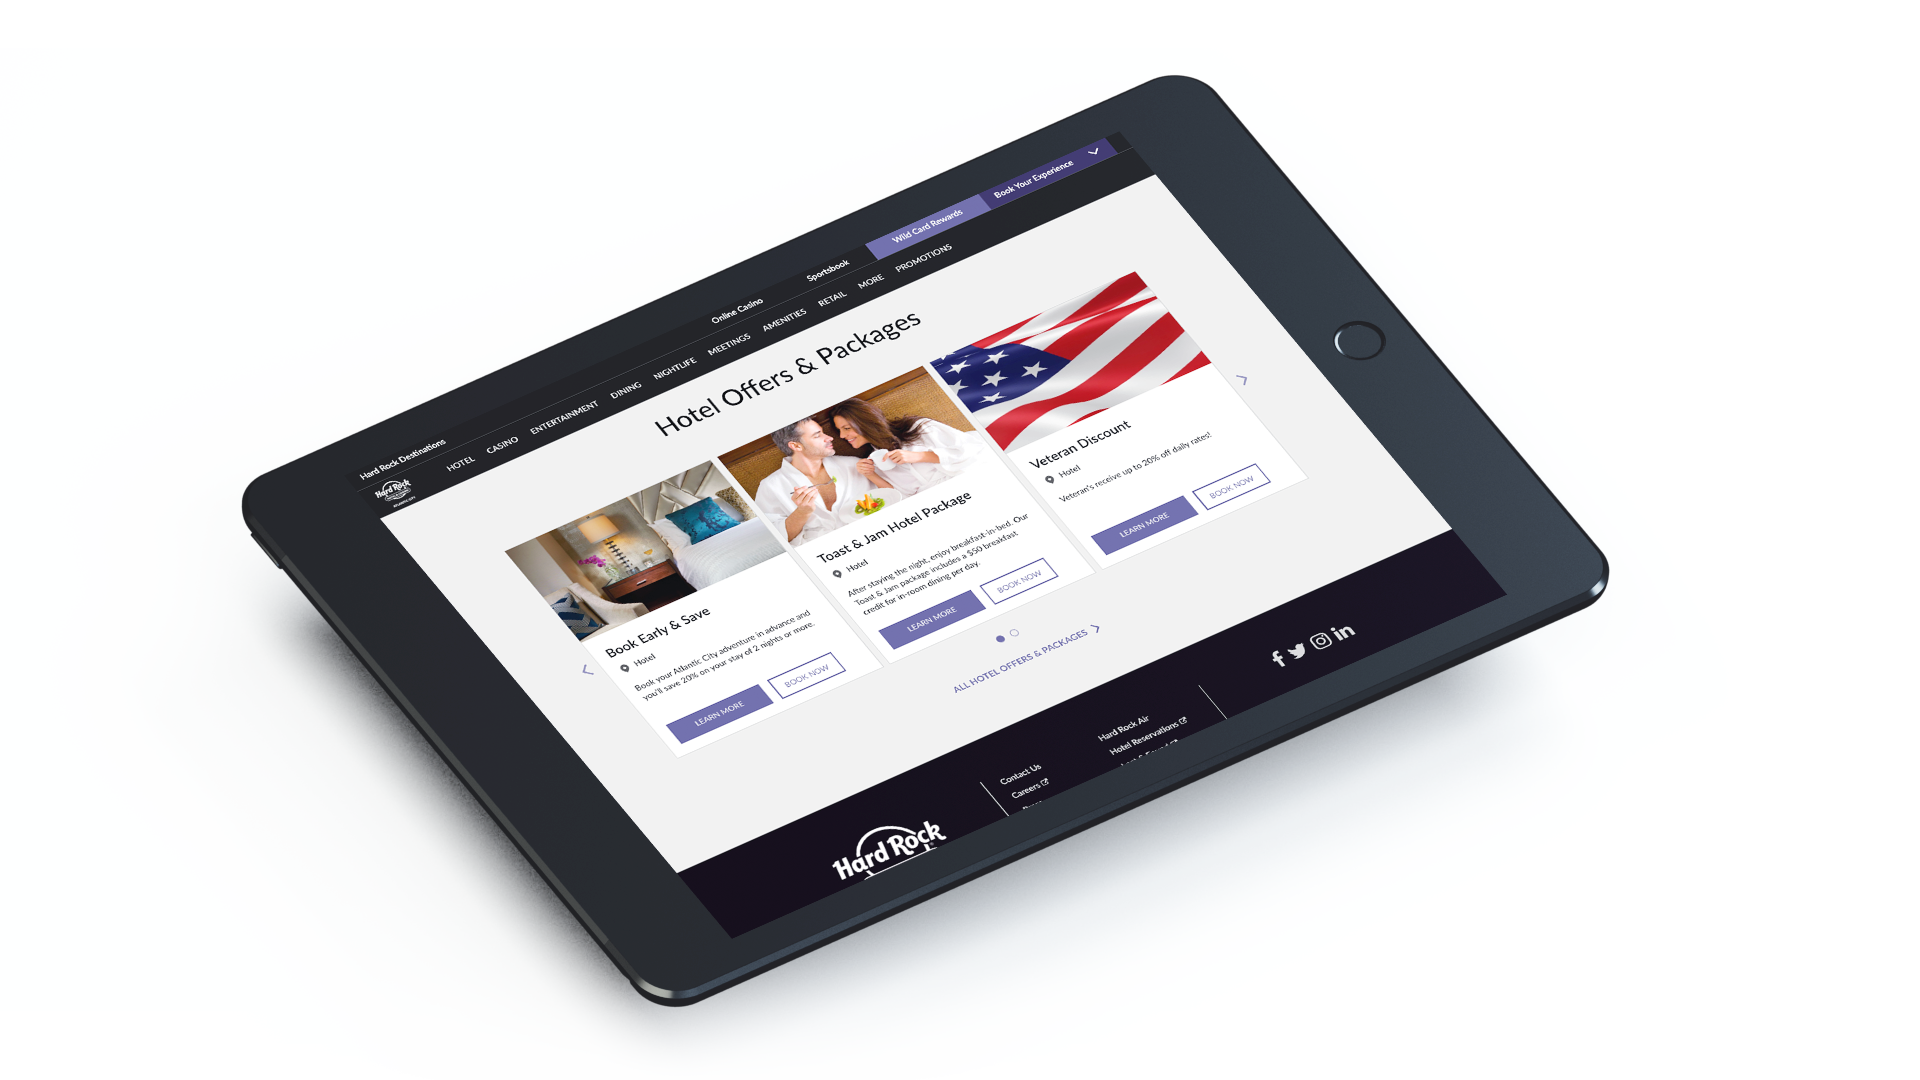 Hard Rock Destinations
Online Casino
Sportsbook
Wild Card Rewards
Book Your Experience
Hard Rock
ATLANTIC CITY
HOTEL CASINO ENTERTAINMENT DINING NIGHTLIFE MEETINGS AMENITIES RETAIL MORE PROMOTIONS
Hotel Offers & Packages
Book Early & Save
Hotel
Book your Atlantic City adventure in advance and
you'll save 20% on your stay of 2 nights or more.
LEARN MORE
BOOK NOW
Toast & Jam Hotel Package
Hotel
After staying the night, enjoy breakfast-in-bed. Our
Toast & Jam package includes a $50 breakfast
credit for in-room dining per day.
LEARN MORE
BOOK NOW
Veteran Discount
Hotel
Veteran's receive up to 20% off daily rates!
LEARN MORE
BOOK NOW
ALL HOTEL OFFERS & PACKAGES
Hard Rock
Contact Us
Careers
Hard Rock Air
Hotel Reservations